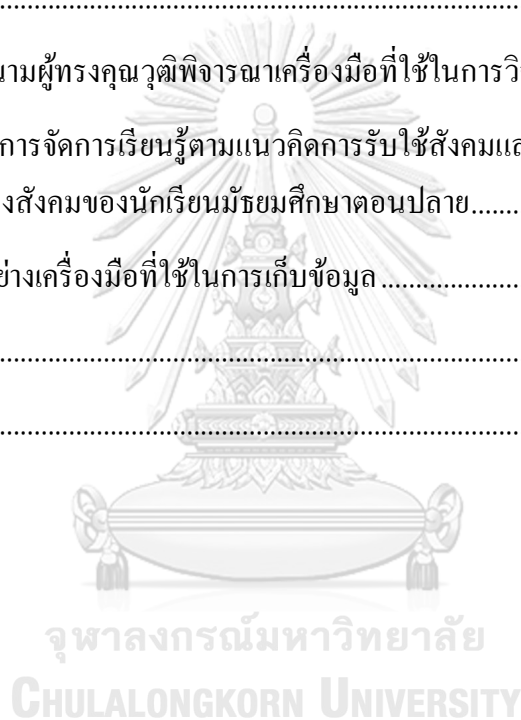 ....................................................................................
นามผู้ทรงคุณวุฒิพิจารณาเครื่องมือที่ใช้ในการวิ
การจัดการเรียนรู้ตามแนวคิดการรับใช้สังคมแล
งสังคมของนักเรียนมัธยมศึกษาตอนปลาย.......
ย่างเครื่องมือที่ใช้ในการเก็บข้อมูล......................
....................................................................................
....................................................................................
จุฬาลงกรณ์มหาวิทยาลัย
CHULALONGKORN UNIVERSITY